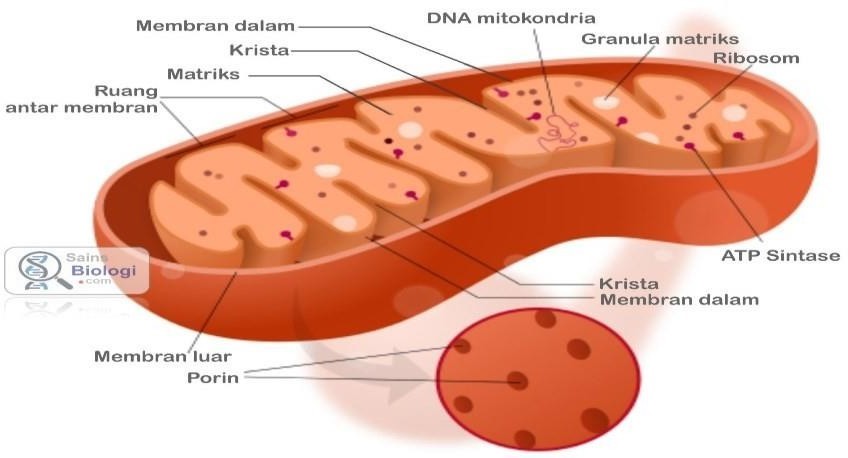 DNA mitokondria
Membran dalam
Granula matriks
Krista
Ribosom
Matriks
Ruang
antar membran
ATP Sintase
Sains
Biologi
.com
Krista
Membran dalam
Membran luar
Porin